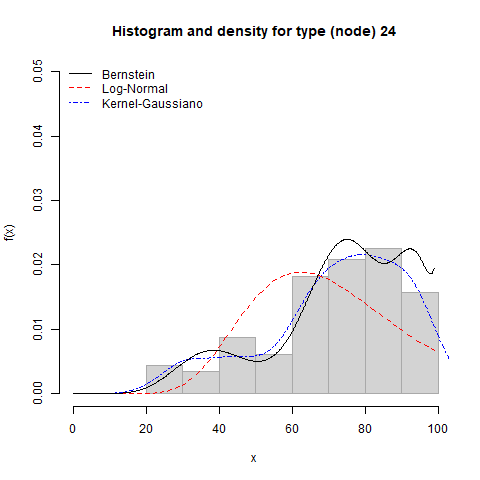 Histogram and density for type (node) 24
Bernstein
Log-Normal
Kernel-Gaussiano
f(x)
0.05
0.04
0.03
0.02
0.01
0.00
0 20 40 60 80 100
x